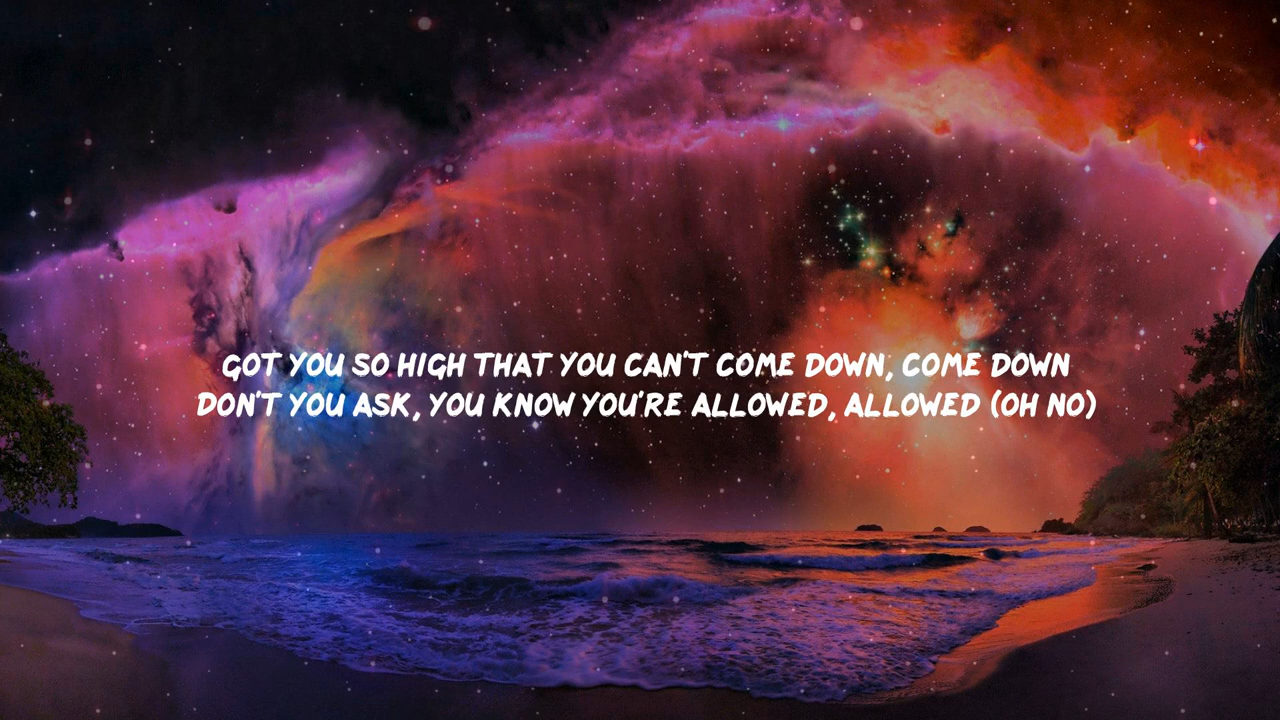 GOT YOU SO HIGH THAT YOU CAN'T COME DOWN, COME DOWN
DON'T YOU ASK, YOU KNOW YOU'RE ALLOWED, ALLOWED (OH NO)